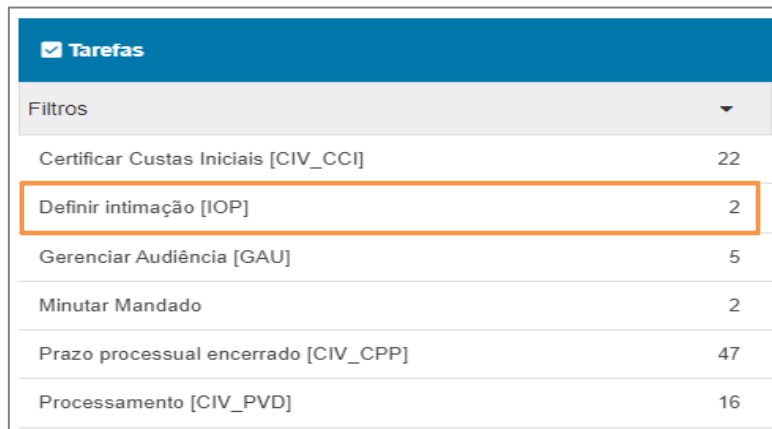 Tarefas
Filtros
Certificar Custas Iniciais [CIV_CCI] 22
Definir intimação [IOP] 2
Gerenciar Audiência [GAU] 5
Minutar Mandado 2
Prazo processual encerrado [CIV_CPP] 47
Processamento [CIV_PVD] 16